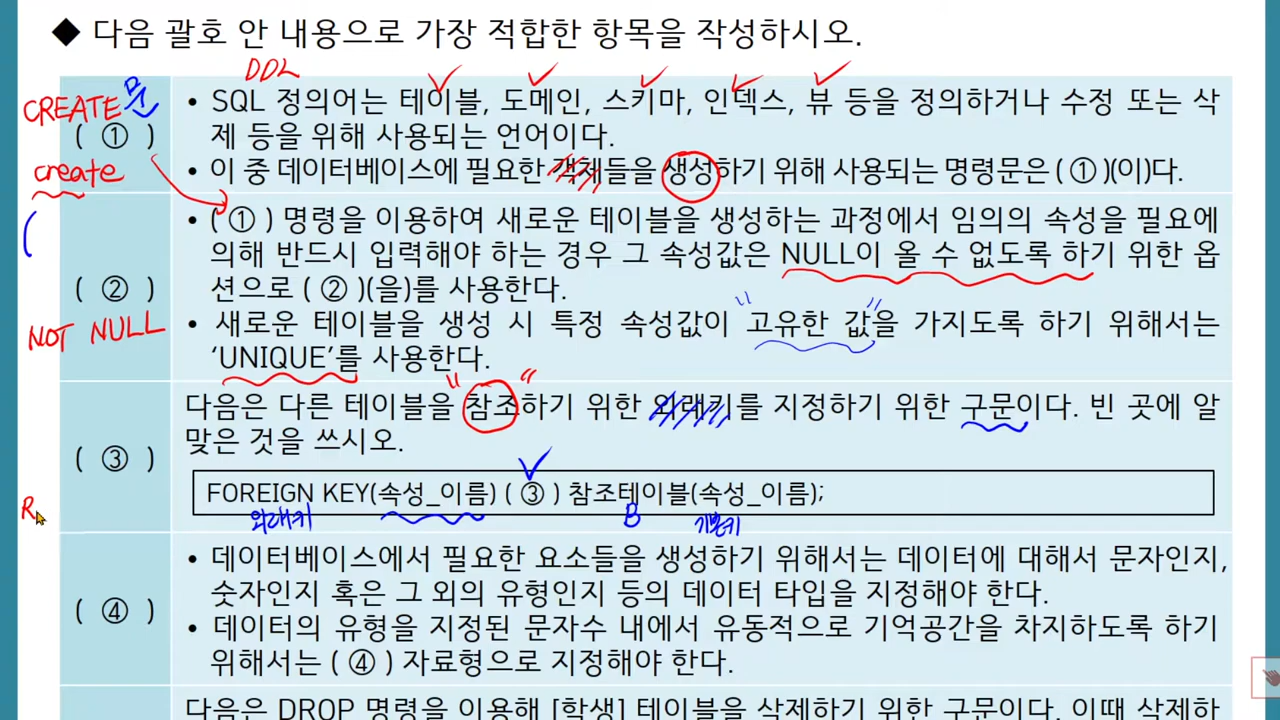 ◆ 다음 괄호 안 내용으로 가장 적합한 항목을 작성하시오.
DDL
CREATE문
( ① )
create
• SQL 정의어는 테이블, 도메인, 스키마, 인덱스, 뷰 등을 정의하거나 수정 또는 삭
제 등을 위해 사용되는 언어이다.
• 이 중 데이터베이스에 필요한 객체들을 생성하기 위해 사용되는 명령문은 ( ① )(이)다.
( ② )
NOT NULL
• ( ① ) 명령을 이용하여 새로운 테이블을 생성하는 과정에서 임의의 속성을 필요에
의해 반드시 입력해야 하는 경우 그 속성값은 NULL이 올 수 없도록 하기 위한 옵
션으로 ( ② )(을)를 사용한다.
• 새로운 테이블을 생성 시 특정 속성값이 고유한 값을 가지도록 하기 위해서는
‘UNIQUE’를 사용한다.
( ③ )
R
다음은 다른 테이블을 참조하기 위한 외래키를 지정하기 위한 구문이다. 빈 곳에 알
맞은 것을 쓰시오.
FOREIGN KEY(속성_이름) ( ③ ) 참조테이블(속성_이름);
외래키 B 기본키
( ④ )
• 데이터베이스에서 필요한 요소들을 생성하기 위해서는 데이터에 대해서 문자인지,
숫자인지 혹은 그 외의 유형인지 등의 데이터 타입을 지정해야 한다.
• 데이터의 유형을 지정된 문자수 내에서 유동적으로 기억공간을 차지하도록 하기
위해서는 ( ④ ) 자료형으로 지정해야 한다.
다음은 DROP 명령을 이용해 [학생] 테이블을 삭제하기 위한 구문이다. 이때 삭제하